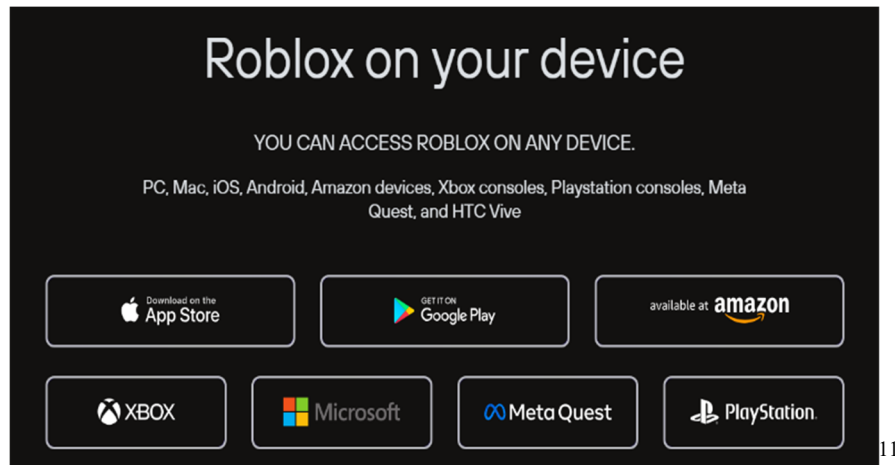 Roblox on your device
YOU CAN ACCESS ROBLOX ON ANY DEVICE.
PC, Mac, iOS, Android, Amazon devices, Xbox consoles, Playstation consoles, Meta
Quest, and HTC Vive
Download on the
App Store
GET IT ON
Google Play
available at amazon
XBOX
Microsoft
Meta Quest
PlayStation
11